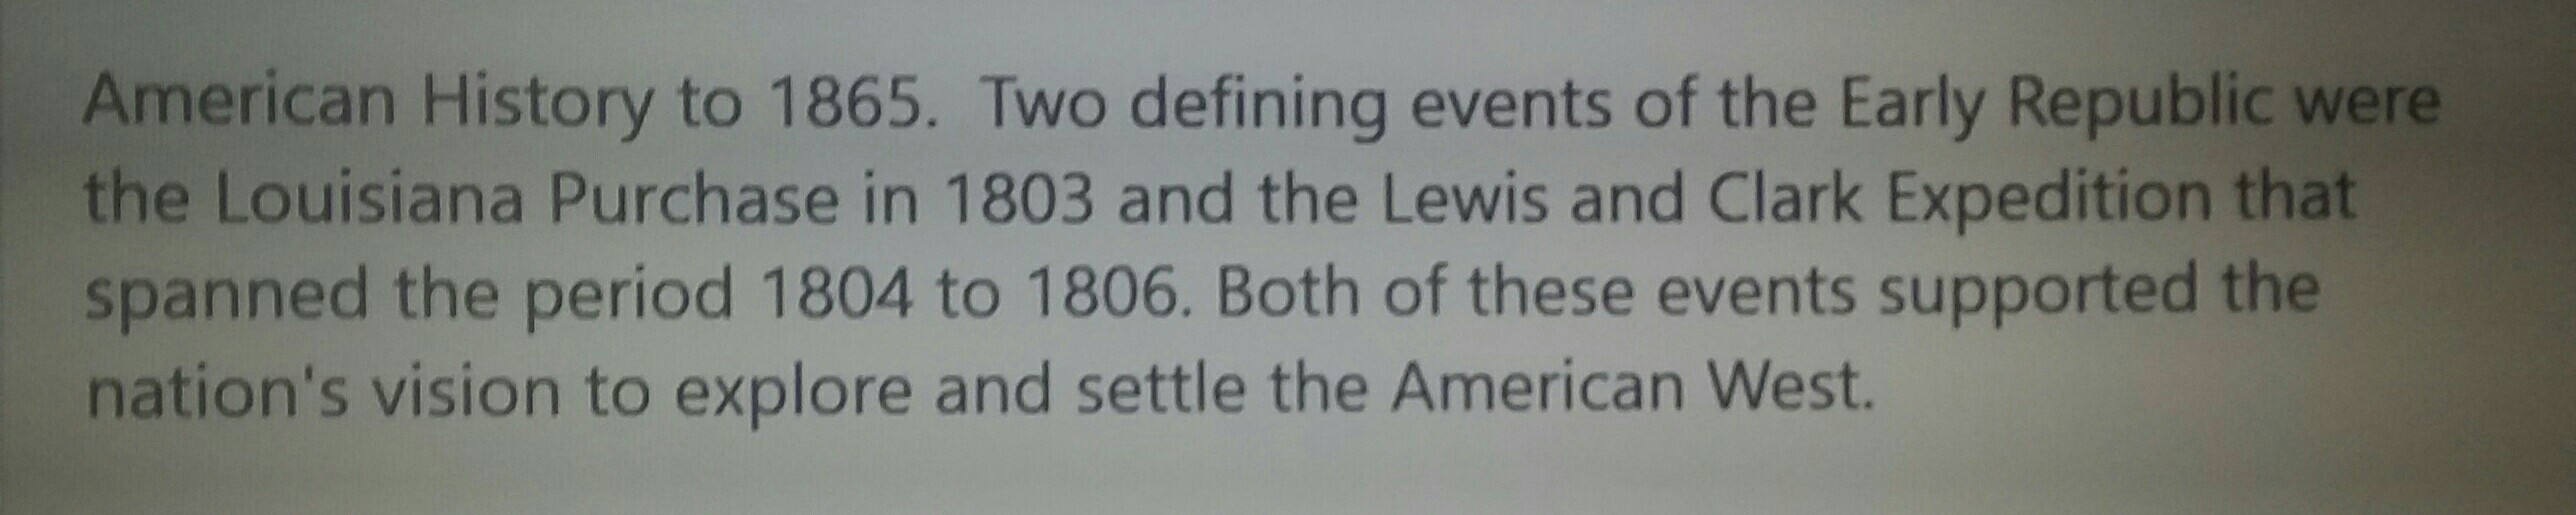 American History to 1865.  Two defining events of the Early Republic were
the Louisiana Purchase in 1803 and the Lewis and Clark Expedition that
spanned the period 1804 to 1806. Both of these events supported the
nation's vision to explore and settle the American West.